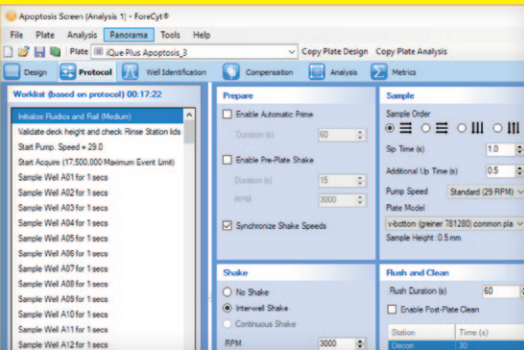 Apoptosis Screen (Analysis 1) - ForeCyt®
File Plate Analysis Panorama Tools Help
Plate iQue Plus Apoptosis_3 Copy Plate Design Copy Plate Analysis
Design Protocol Well Identification Compensation Analysis Metrics
Worklist (based on protocol) 00:17:22
Initialize Fluidics and Rail (Medium)
Validate deck height and check Rinse Station lids
Start Pump. Speed = 29.0
Start Acquire (17,500,000 Maximum Event Limit)
Sample Well A01 for 1 secs
Sample Well A02 for 1 secs
Sample Well A03 for 1 secs
Sample Well A04 for 1 secs
Sample Well A05 for 1 secs
Sample Well A06 for 1 secs
Sample Well A07 for 1 secs
Sample Well A08 for 1 secs
Sample Well A09 for 1 secs
Sample Well A10 for 1 secs
Sample Well A11 for 1 secs
Sample Well A12 for 1 secs
Prepare
Enable Automatic Prime
Duration (s) 60
Enable Pre-Plate Shake
Duration (s) 15
RPM 3000
Synchronize Shake Speeds
Shake
No Shake
Interwell Shake
Continuous Shake
RPM 3000
Sample
Sample Order
Sip Time (s) 1.0
Additional Up Time (s) 0.5
Pump Speed Standard (29 RPM)
Plate Model
v-botton (greiner 781280) common pla
Sample Height: 0.5 mm
Flush and Clean
Flush Duration (s) 60
Enable Post-Plate Clean
Station Time (s)
Decon 30